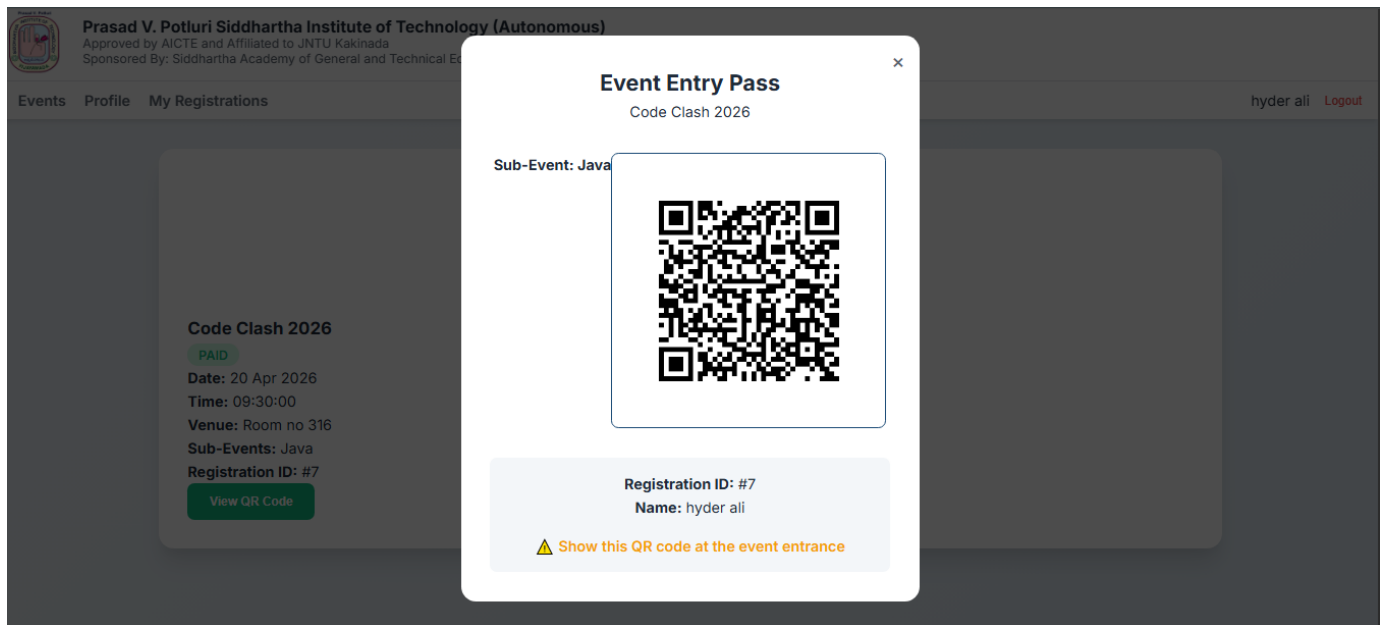 Prasad V. Potluri Siddhartha Institute of Technology (Autonomous)
Approved by AICTE and Affiliated to JNTU Kakinada
Sponsored By: Siddhartha Academy of General and Technical
Events Profile My Registrations
hyder ali Logout
×
Event Entry Pass
Code Clash 2026
Sub-Event: Java
Code Clash 2026
PAID
Date: 20 Apr 2026
Time: 09:30:00
Venue: Room no 316
Sub-Events: Java
Registration ID: #7
View QR Code
Registration ID: #7
Name: hyder ali
⚠ Show this QR code at the event entrance